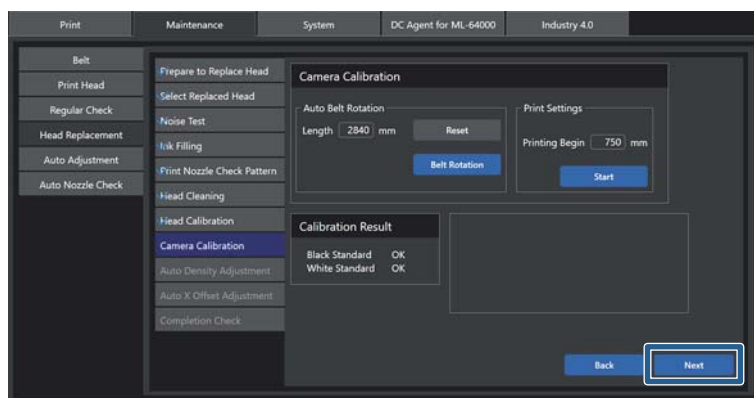 Print Maintenance System DC Agent for ML-64000 Industry 4.0
Belt
Print Head
Regular Check
Head Replacement
Auto Adjustment
Auto Nozzle Check
Prepare to Replace Head
Select Replaced Head
Noise Test
Ink Filling
Print Nozzle Check Pattern
Head Cleaning
Head Calibration
Camera Calibration
Auto Density Adjustment
Auto X Offset Adjustment
Completion Check
Camera Calibration
Auto Belt Rotation
Length 2840 mm Reset
Belt Rotation
Print Settings
Printing Begin 750 mm
Start
Calibration Result
Black Standard OK
White Standard OK
Back Next